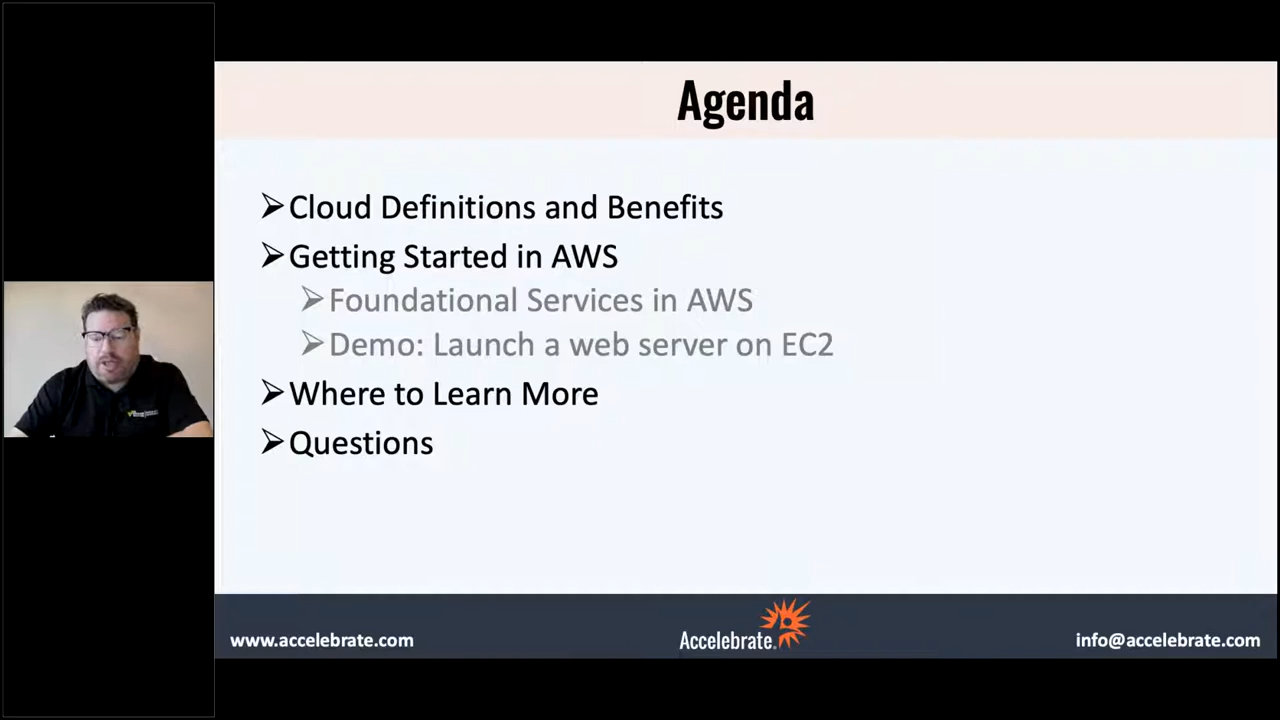 Agenda
➢Cloud Definitions and Benefits
➢Getting Started in AWS
➢Foundational Services in AWS
➢Demo: Launch a web server on EC2
➢Where to Learn More
➢Questions
www.accelebrate.com
Accelebrate.
info@accelebrate.com